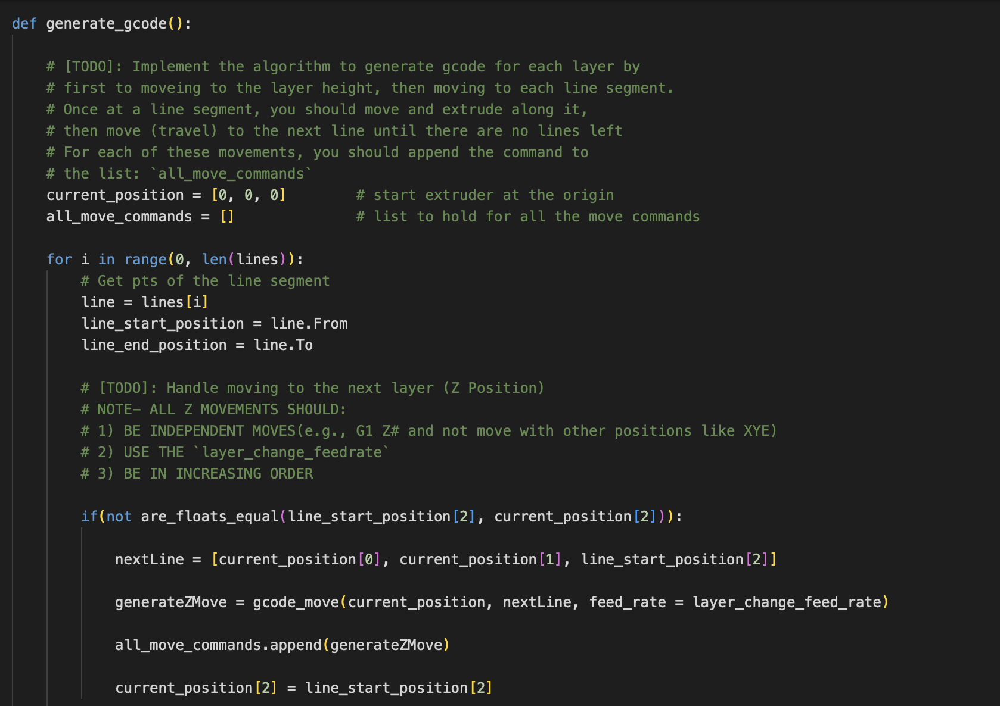 def generate_gcode():
# [TODO]: Implement the algorithm to generate gcode for each layer by
# first to moveing to the layer height, then moving to each line segment.
# Once at a line segment, you should move and extrude along it,
# then move (travel) to the next line until there are no lines left
# For each of these movements, you should append the command to
# the list: `all_move_commands`
current_position = [0, 0, 0]        # start extruder at the origin
all_move_commands = []              # list to hold for all the move commands
for i in range(0, len(lines)):
# Get pts of the line segment
line = lines[i]
line_start_position = line.From
line_end_position = line.To
# [TODO]: Handle moving to the next layer (Z Position)
# NOTE- ALL Z MOVEMENTS SHOULD:
# 1) BE INDEPENDENT MOVES(e.g., G1 Z# and not move with other positions like XYE)
# 2) USE THE `layer_change_feedrate`
# 3) BE IN INCREASING ORDER
if(not are_floats_equal(line_start_position[2], current_position[2])):
nextLine = [current_position[0], current_position[1], line_start_position[2]]
generateZMove = gcode_move(current_position, nextLine, feed_rate = layer_change_feed_rate)
all_move_commands.append(generateZMove)
current_position[2] = line_start_position[2]